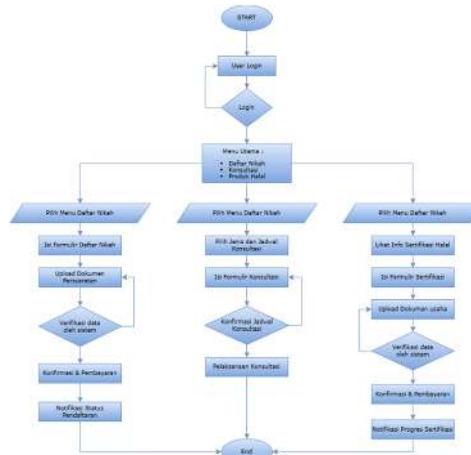 START
User Login
Login
Menu Utama :
• Daftar Nikah
• Konsultasi
• Produk Halal
Pilih Menu Daftar Nikah
Isi Formulir Daftar Nikah
Upload Dokumen
Persyaratan
Verifikasi data
oleh sistem
Konfirmasi & Pembayaran
Notifikasi Status
Pendaftaran
Pilih Menu Daftar Nikah
Pilih Jenis dan Jadwal
Konsultasi
Isi Formulir Konsultasi
Konfirmasi Jadwal
Konsultasi
Pelaksanaan Konsultasi
Pilih Menu Daftar Nikah
Lihat Info Sertifikasi Halal
Isi Formulir Sertifikasi
Upload Dokumen usaha
Verifikasi data
oleh sistem
Konfirmasi & Pembayaran
Notifikasi Progres Sertifikasi
End